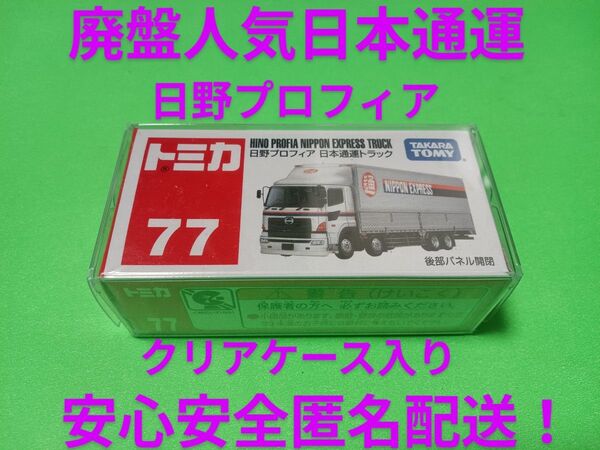 廃盤人気日本通運
日野プロフィア
トミカ
HINO PROFIA NIPPON EXPRESS TRUCK
日野プロフィア 日本通運トラック
TAKARA TOMY
77
通 NIPPON EXPRESS
後部パネル開閉
トミカ
77
保護者の方へ 必ずお読みください。
クリアケース入り
安心安全匿名配送！